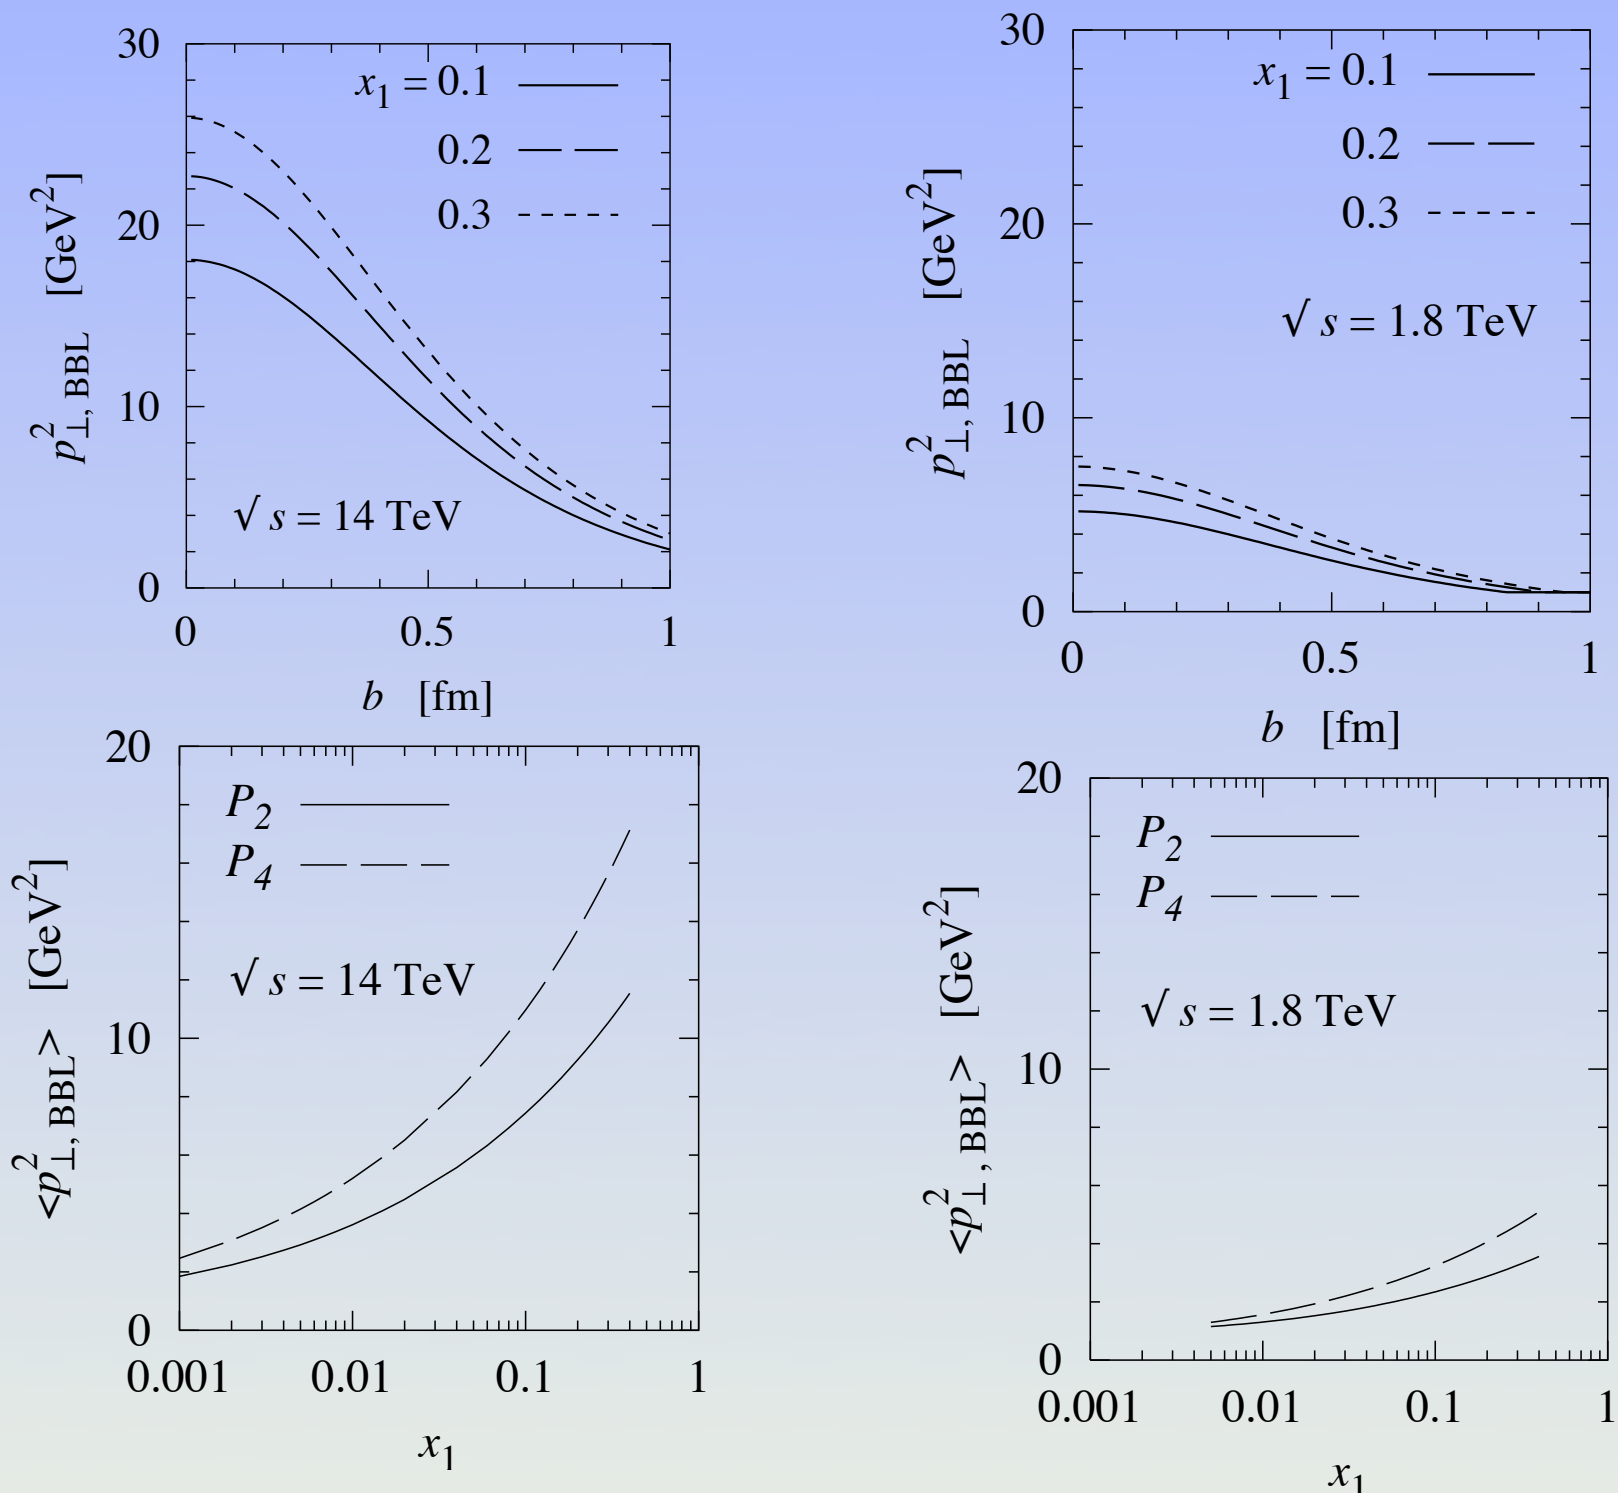 30
20
10
0
p²⊥, BBL [GeV²]
x₁ = 0.1
0.2
0.3
√ s = 14 TeV
0 0.5 1
b [fm]
30
20
10
0
p²⊥, BBL [GeV²]
x₁ = 0.1
0.2
0.3
√ s = 1.8 TeV
0 0.5 1
b [fm]
20
10
0
<p²⊥, BBL> [GeV²]
P₂
P₄
√ s = 14 TeV
0.001 0.01 0.1 1
x₁
20
10
0
<p²⊥, BBL> [GeV²]
P₂
P₄
√ s = 1.8 TeV
0.001 0.01 0.1 1
x₁